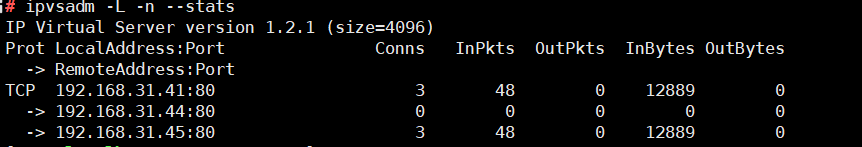 # ipvsadm -L -n --stats
IP Virtual Server version 1.2.1 (size=4096)
Prot LocalAddress:Port Conns InPkts OutPkts InBytes OutBytes
-> RemoteAddress:Port
TCP 192.168.31.41:80 3 48 0 12889 0
-> 192.168.31.44:80 0 0 0 0 0
-> 192.168.31.45:80 3 48 0 12889 0